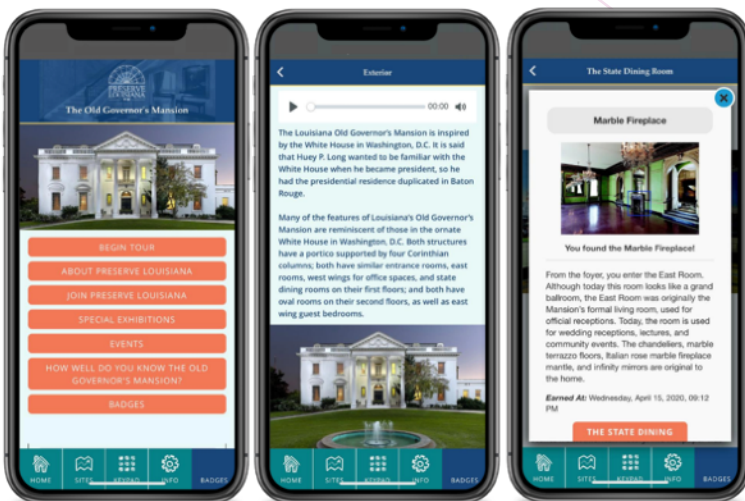 PRESERVE
LOUISIANA
The Old Governor's Mansion
BEGIN TOUR
ABOUT PRESERVE LOUISIANA
JOIN PRESERVE LOUISIANA
SPECIAL EXHIBITIONS
EVENTS
HOW WELL DO YOU KNOW THE OLD
GOVERNOR'S MANSION?
BADGES
HOME
SITES
KEYPAD
INFO
BADGES
Exterior
00:00
The Louisiana Old Governor's Mansion is inspired
by the White House in Washington, D.C. It is said
that Huey P. Long wanted to be familiar with the
White House when he became president, so he
had the presidential residence duplicated in Baton
Rouge.
Many of the features of Louisiana's Old Governor's
Mansion are reminiscent of those in the ornate
White House in Washington, D.C. Both structures
have a portico supported by four Corinthian
columns; both have similar entrance rooms, east
rooms, west wings for office spaces, and state
dining rooms on their first floors; and both have
oval rooms on their second floors, as well as east
wing guest bedrooms.
HOME
SITES
KEYPAD
INFO
BADGES
The State Dining Room
Marble Fireplace
You found the Marble Fireplace!
From the foyer, you enter the East Room.
Although today this room looks like a grand
ballroom, the East Room was originally the
Mansion's formal living room, used for
official receptions. Today, the room is used
for wedding receptions, lectures, and
community events. The chandeliers, marble
terrazzo floors, Italian rose marble fireplace
mantle, and infinity mirrors are original to
the home.
Earned At: Wednesday, April 15, 2020, 09:12
PM
THE STATE DINING
HOME
SITES
KEYPAD
INFO
BADGES